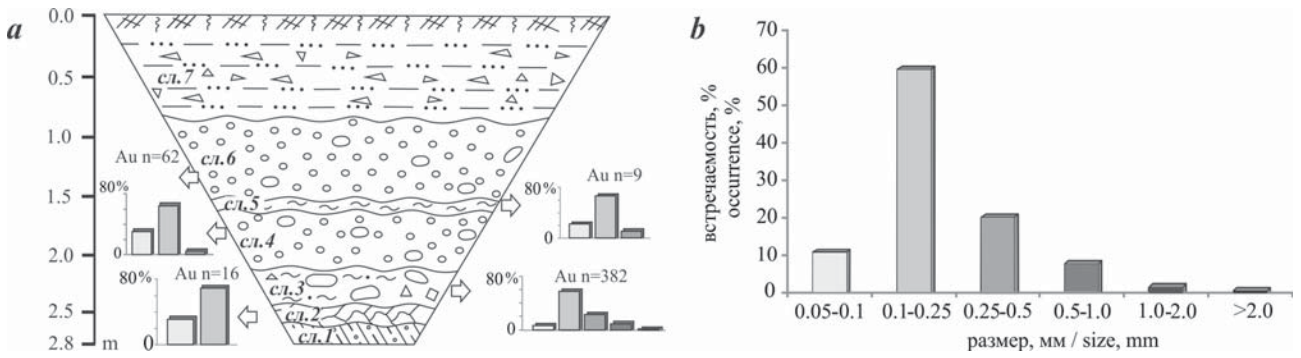 a
0.0
0.5
1.0
1.5
2.0
2.5
2.8 m
сл.7
сл.6
сл.5
сл.4
сл.3
сл.2
сл.1
Au n=62
80%
0
Au n=16
80%
0
Au n=9
80%
0
Au n=382
80%
0
b
встречаемость, %
occurrence, %
70
60
50
40
30
20
10
0
0.05-0.1 0.1-0.25 0.25-0.5 0.5-1.0 1.0-2.0 >2.0
размер, мм / size, mm